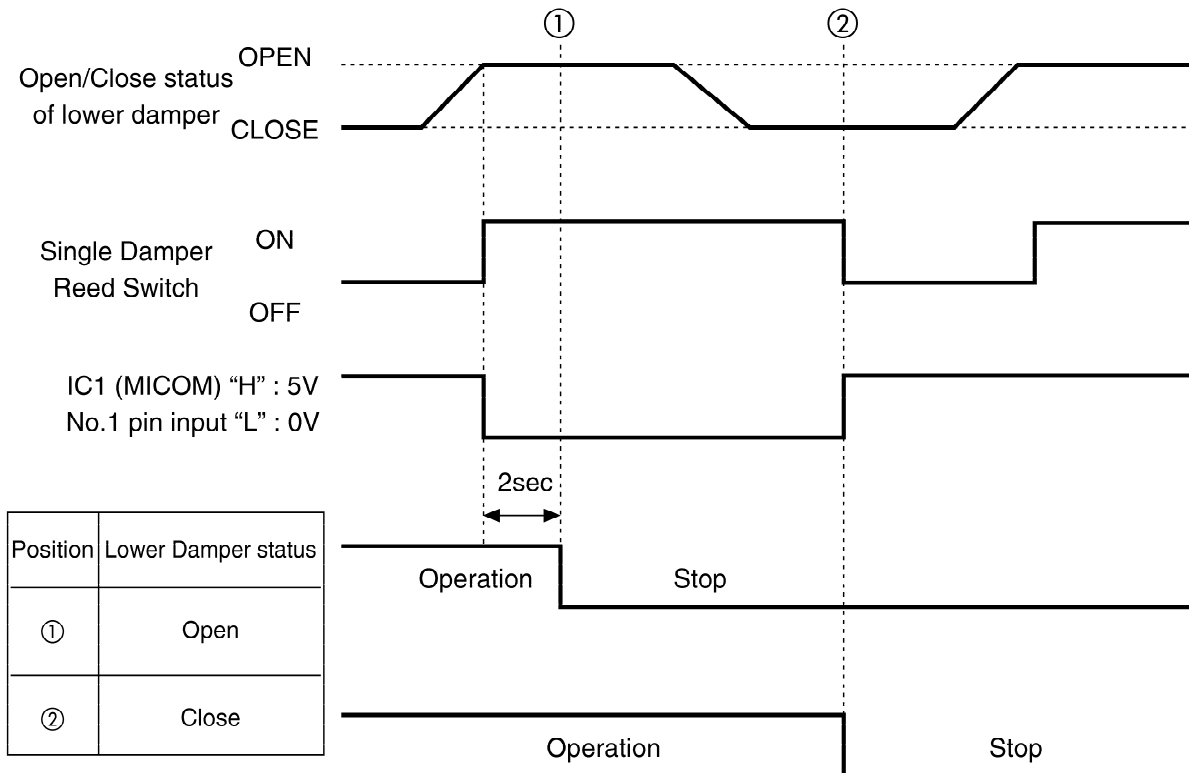 ① ②
OPEN
Open/Close status
of lower damper
CLOSE
ON
Single Damper
Reed Switch
OFF
IC1 (MICOM) “H” : 5V
No.1 pin input “L” : 0V
2sec
Position Lower Damper status
① Open
② Close
Operation Stop
Operation Stop